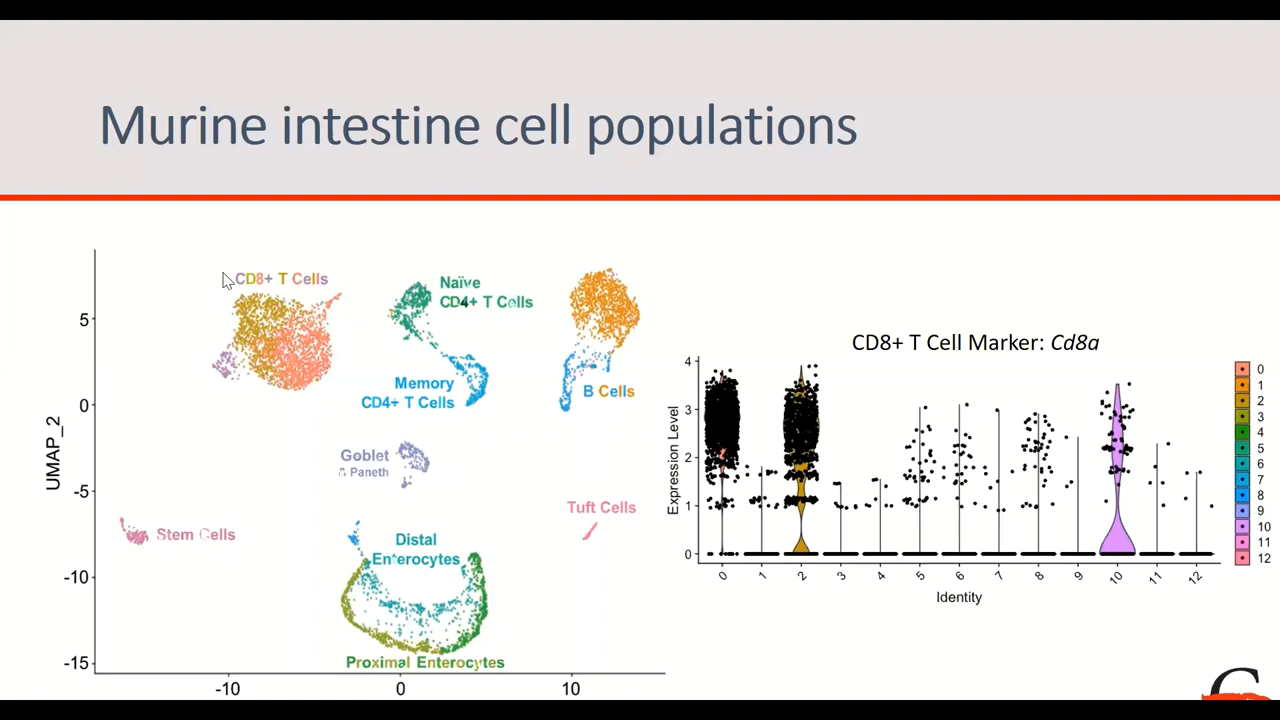 Murine intestine cell populations
CD8+ T Cells
Naïve
CD4+ T Cells
Memory
CD4+ T Cells
B Cells
Goblet
& Paneth
Tuft Cells
Stem Cells
Distal
Enterocytes
Proximal Enterocytes
UMAP_2
5
0
-5
-10
-15
-10
0
10
CD8+ T Cell Marker: Cd8a
Expression Level
4
3
2
1
0
0
1
2
3
4
5
6
7
8
9
10
11
12
Identity
0
1
2
3
4
5
6
7
8
9
10
11
12